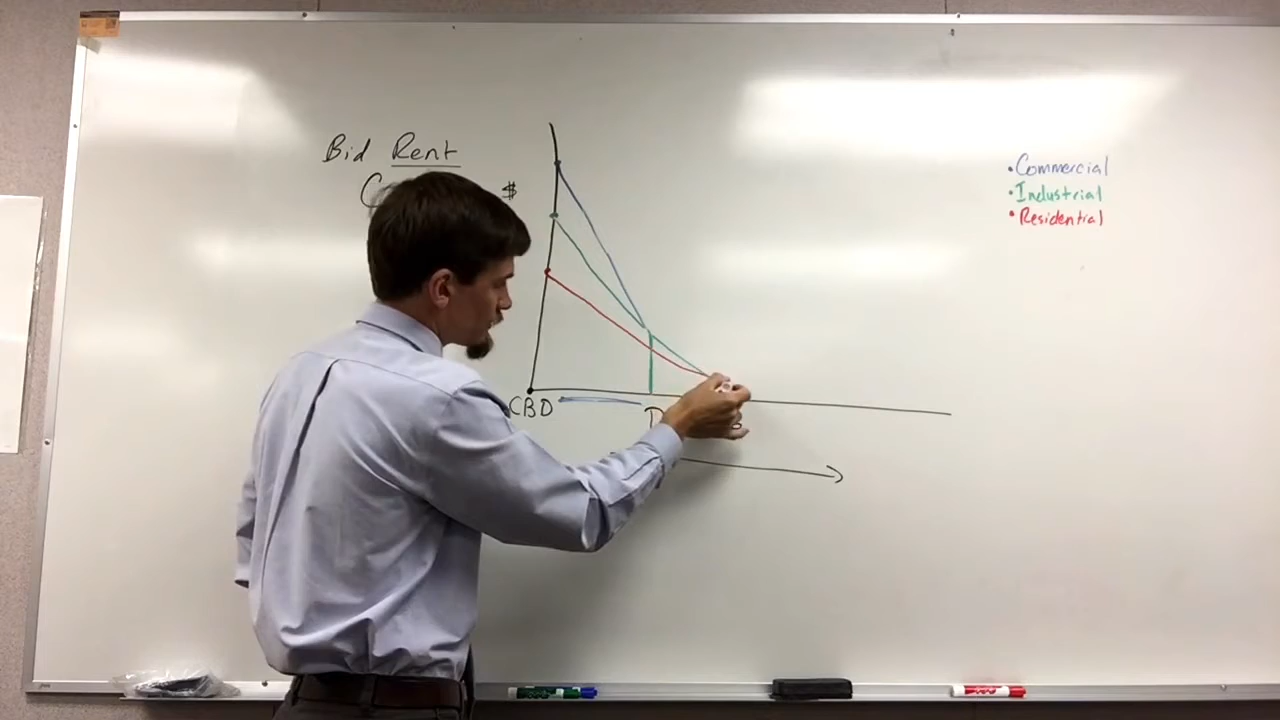 Bid Rent
$
• Commercial
• Industrial
• Residential
CBD